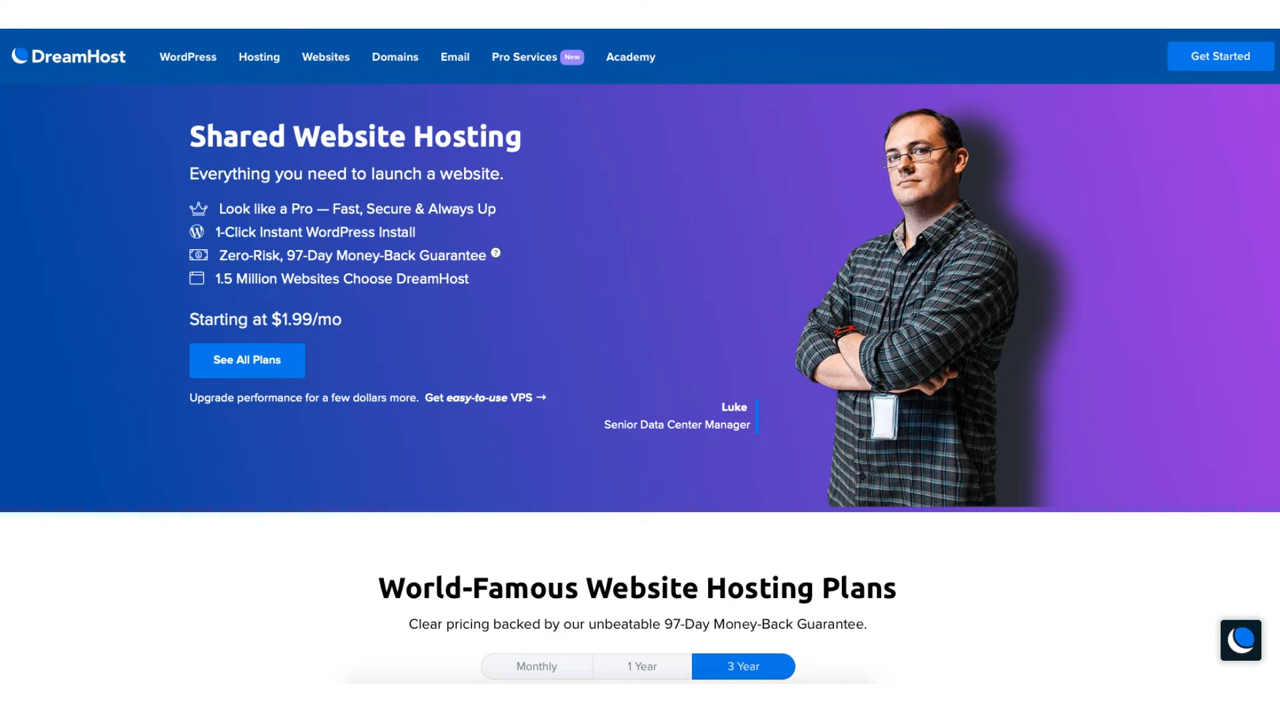 DreamHost WordPress Hosting Websites Domains Email Pro Services New Academy Get Started
Shared Website Hosting
Everything you need to launch a website.
Look like a Pro — Fast, Secure & Always Up
1-Click Instant WordPress Install
Zero-Risk, 97-Day Money-Back Guarantee ?
1.5 Million Websites Choose DreamHost
Starting at $1.99/mo
See All Plans
Upgrade performance for a few dollars more. Get easy-to-use VPS →
Luke
Senior Data Center Manager
World-Famous Website Hosting Plans
Clear pricing backed by our unbeatable 97-Day Money-Back Guarantee.
Monthly 1 Year 3 Year